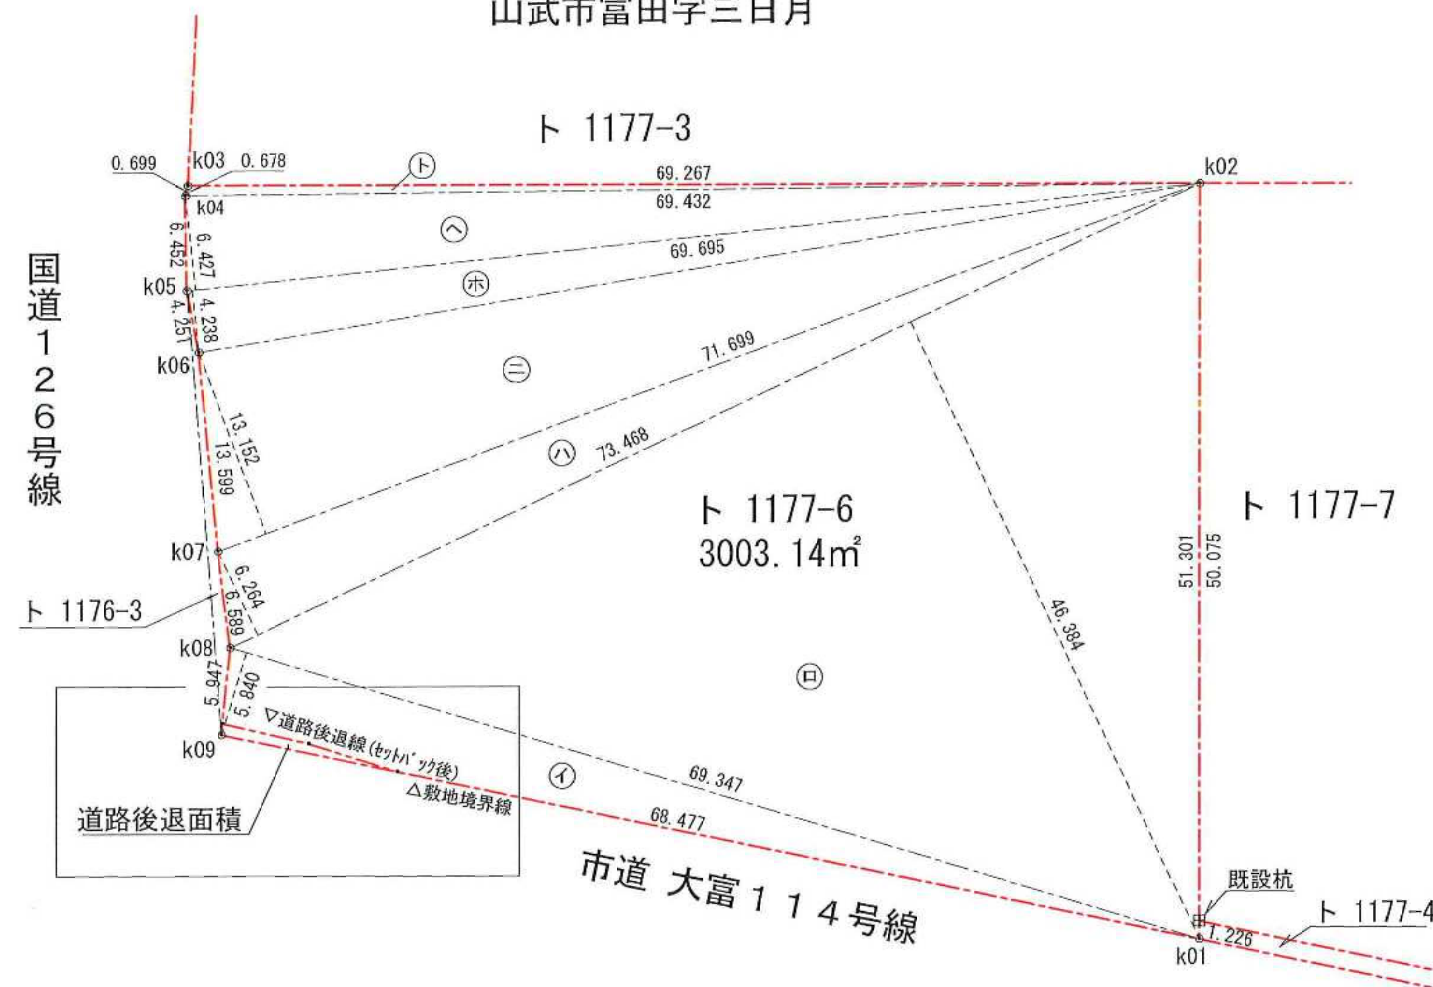 山武市富田字三日月
ト 1177-3
0.699
k03
0.678
ト
69.267
k02
k04
69.432
ヘ
6.452
6.427
69.695
国道126号線
k05
ホ
4.251
4.238
k06
71.699
ニ
13.152
13.599
73.468
ハ
ト 1177-6
3003.14㎡
ト 1177-7
k07
51.301
50.075
6.264
6.589
ト 1176-3
46.384
k08
ロ
5.947
5.840
▽道路後退線(セットバック後)
k09
イ
69.347
△敷地境界線
道路後退面積
68.477
市道 大富114号線
既設杭
ト 1177-4
1.226
k01